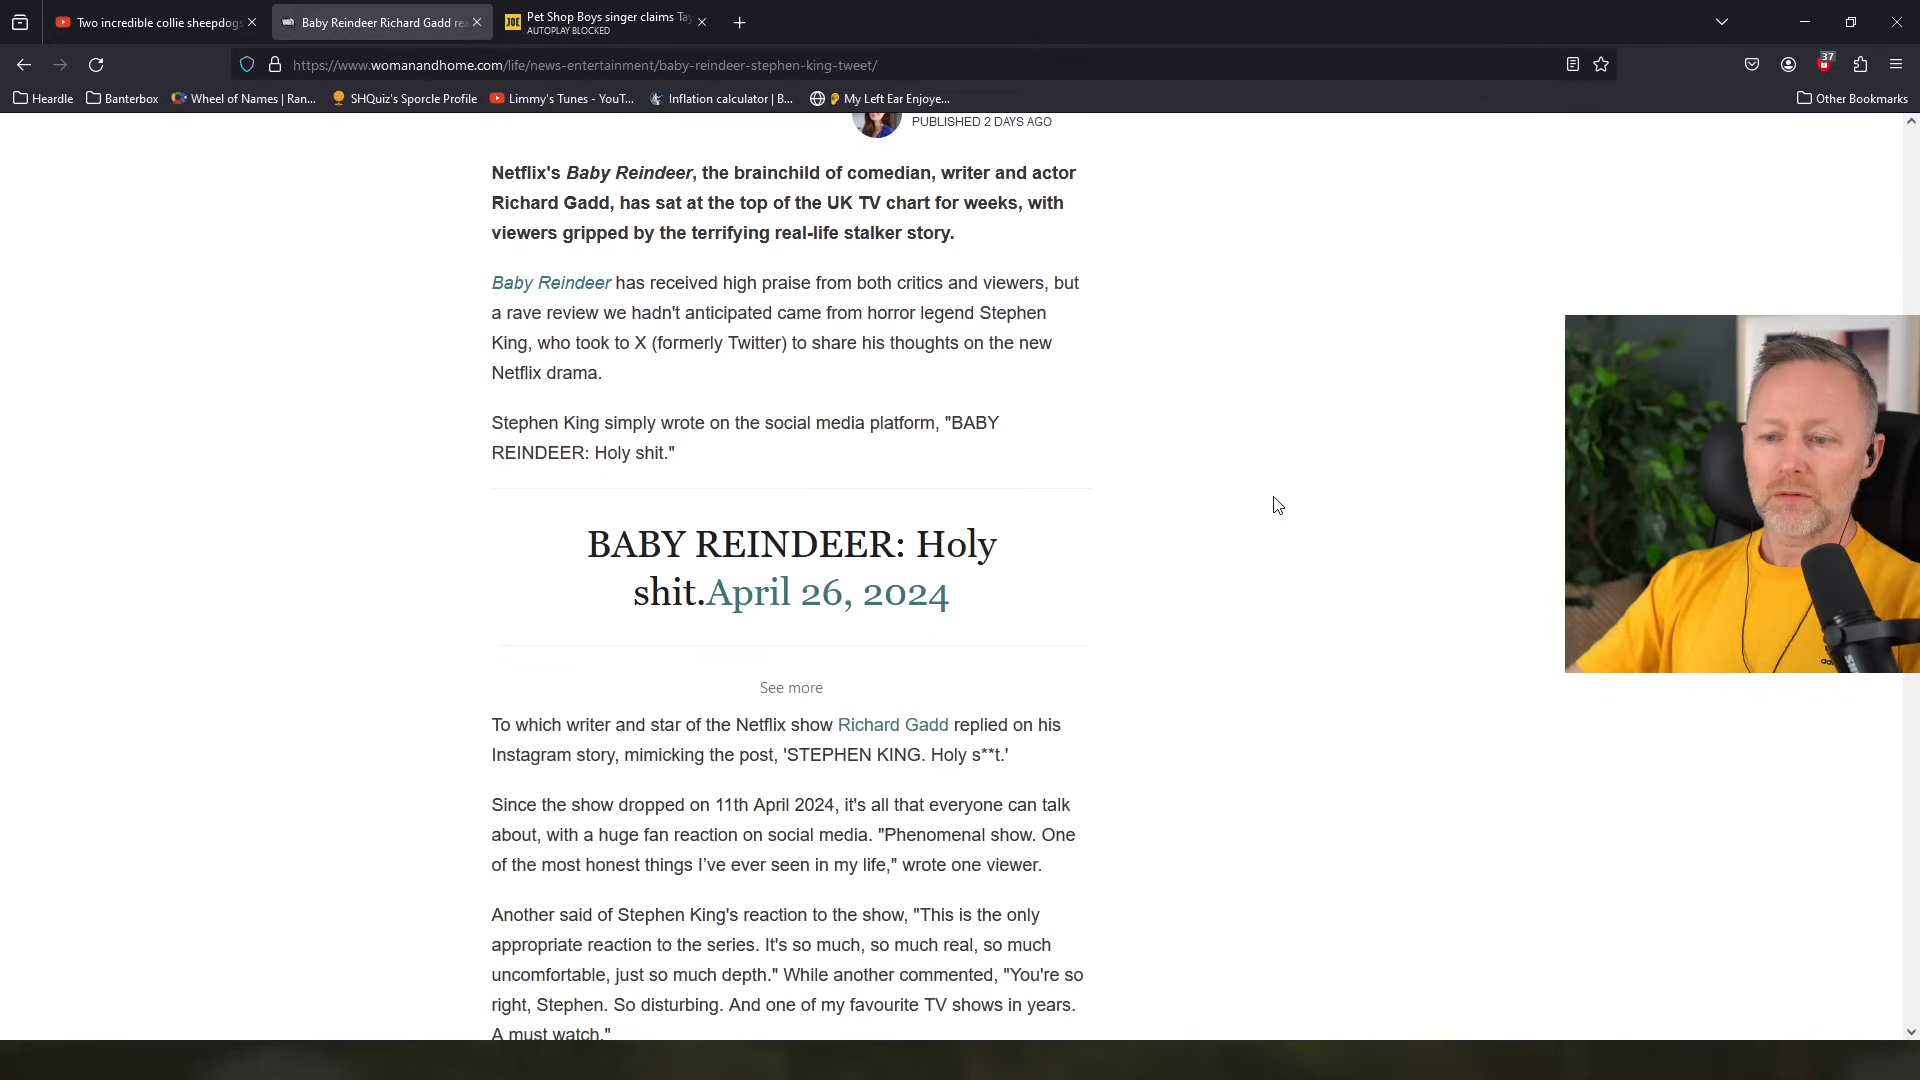 Two incredible collie sheepdogs
Baby Reindeer Richard Gadd rea
JOE
Pet Shop Boys singer claims Tay
AUTOPLAY BLOCKED
https://www.womanandhome.com/life/news-entertainment/baby-reindeer-stephen-king-tweet/
37
Heardle
Banterbox
Wheel of Names | Ran...
SHQuiz's Sporcle Profile
Limmy's Tunes - YouT...
Inflation calculator | B...
My Left Ear Enjoye...
Other Bookmarks
PUBLISHED 2 DAYS AGO
Netflix's Baby Reindeer, the brainchild of comedian, writer and actor
Richard Gadd, has sat at the top of the UK TV chart for weeks, with
viewers gripped by the terrifying real-life stalker story.
Baby Reindeer has received high praise from both critics and viewers, but
a rave review we hadn't anticipated came from horror legend Stephen
King, who took to X (formerly Twitter) to share his thoughts on the new
Netflix drama.
Stephen King simply wrote on the social media platform, "BABY
REINDEER: Holy shit."
BABY REINDEER: Holy
shit.April 26, 2024
See more
To which writer and star of the Netflix show Richard Gadd replied on his
Instagram story, mimicking the post, 'STEPHEN KING. Holy s**t.'
Since the show dropped on 11th April 2024, it's all that everyone can talk
about, with a huge fan reaction on social media. "Phenomenal show. One
of the most honest things I've ever seen in my life," wrote one viewer.
Another said of Stephen King's reaction to the show, "This is the only
appropriate reaction to the series. It's so much, so much real, so much
uncomfortable, just so much depth." While another commented, "You're so
right, Stephen. So disturbing. And one of my favourite TV shows in years.
A must watch."